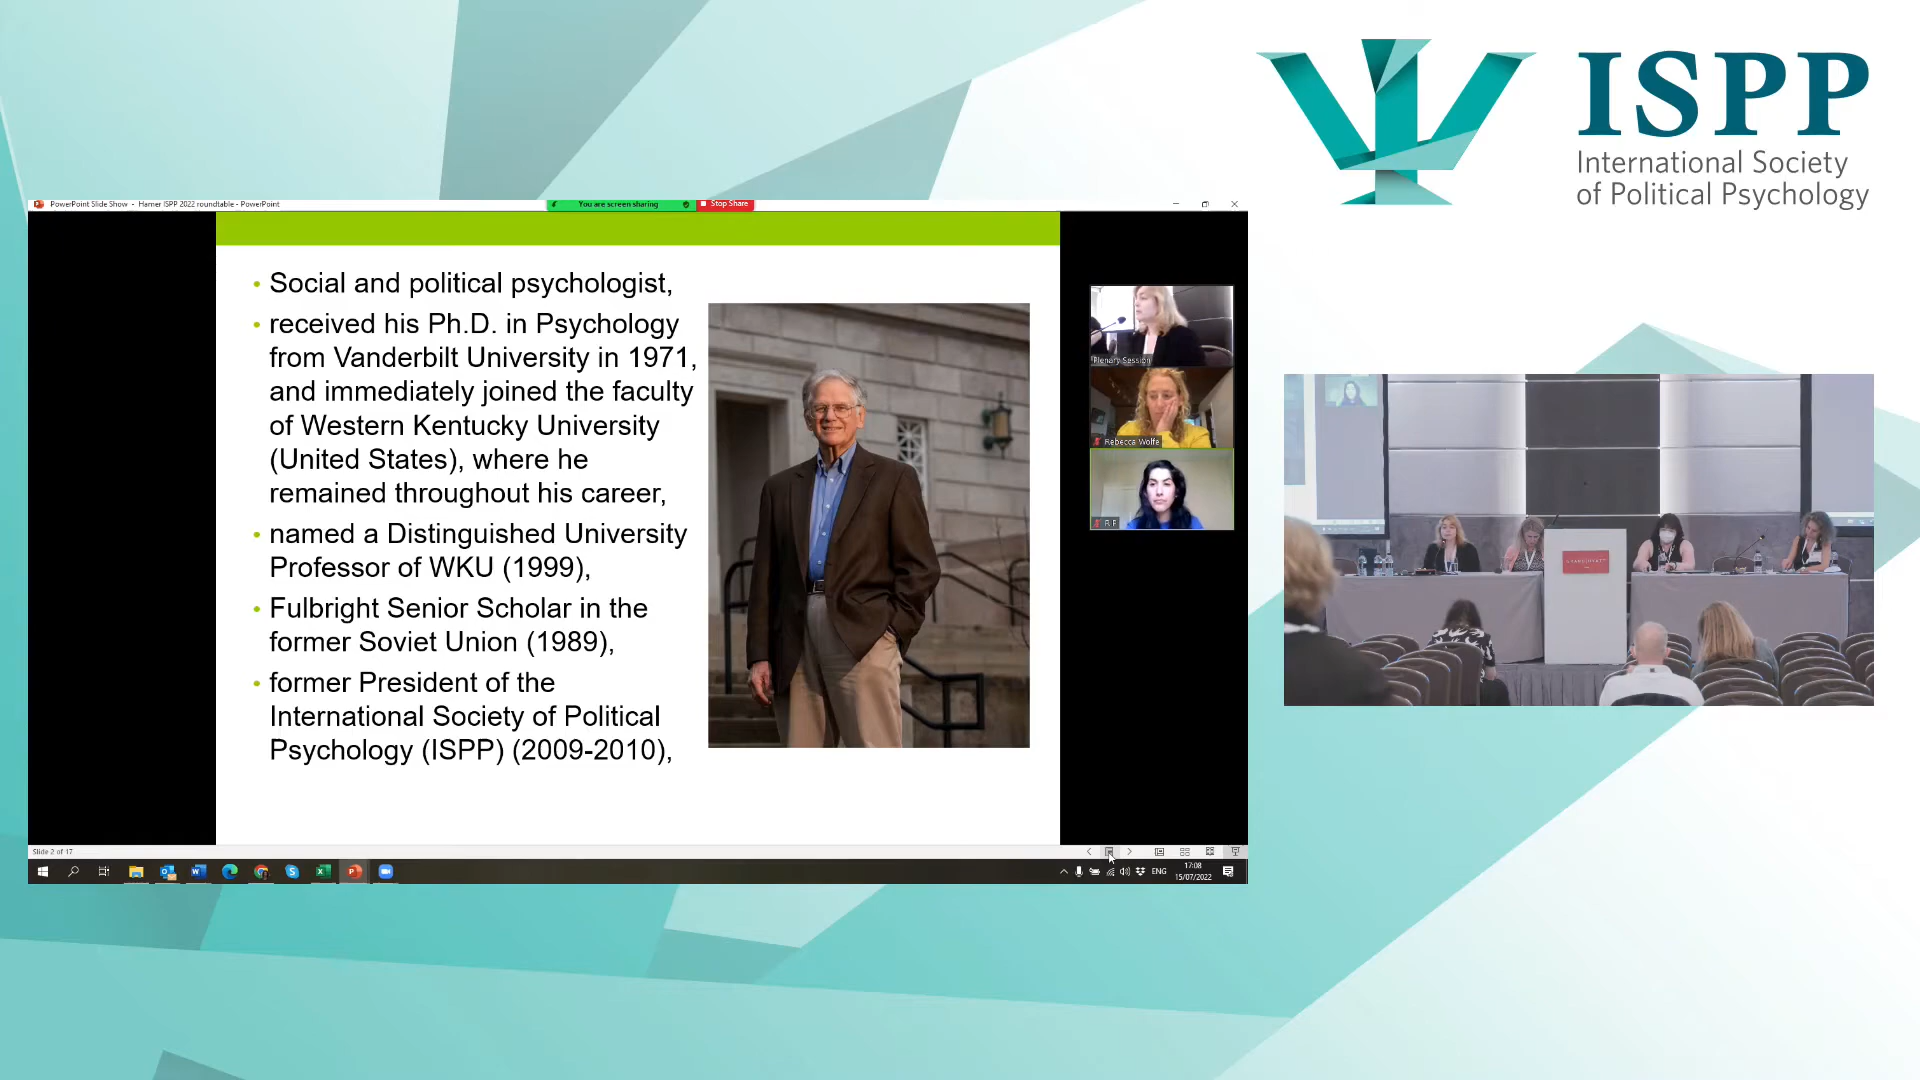 ISPP
International Society
of Political Psychology
PowerPoint Slide Show - Hamer ISPP 2022 roundtable - PowerPoint
You are screen sharing
Stop Share
• Social and political psychologist,
• received his Ph.D. in Psychology
from Vanderbilt University in 1971,
and immediately joined the faculty
of Western Kentucky University
(United States), where he
remained throughout his career,
• named a Distinguished University
Professor of WKU (1999),
• Fulbright Senior Scholar in the
former Soviet Union (1989),
• former President of the
International Society of Political
Psychology (ISPP) (2009-2010),
Plenary Session
Rebecca Wolfe
Slide 2 of 17
ENG
17:08
15/07/2022